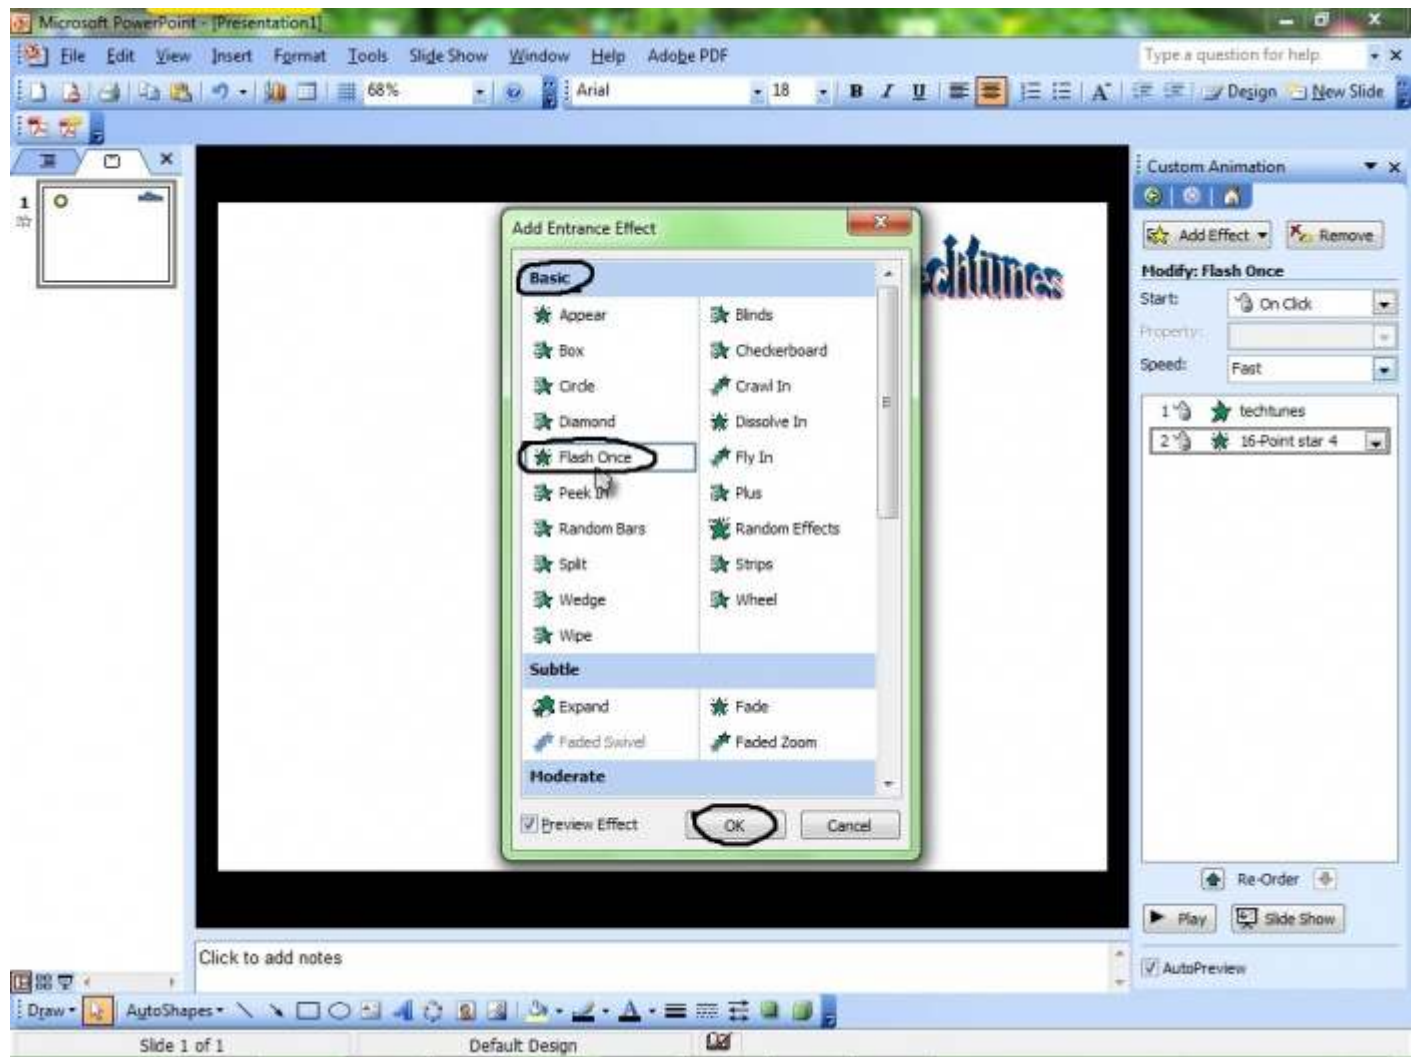 Microsoft PowerPoint - [Presentation1]
File Edit View Insert Format Tools Slide Show Window Help Adobe PDF Type a question for help
68% Arial 18 B I U A Design New Slide
Custom Animation
1
Add Effect Remove
Modify: Flash Once
Start: On Click
Property:
Speed: Fast
1 techtunes
2 16-Point star 4
echtunes
Add Entrance Effect
Basic
Appear Blinds
Box Checkerboard
Circle Crawl In
Diamond Dissolve In
Flash Once Fly In
Peek In Plus
Random Bars Random Effects
Split Strips
Wedge Wheel
Wipe
Subtle
Expand Fade
Faded Swivel Faded Zoom
Moderate
Preview Effect OK Cancel
Re-Order
Play Slide Show
AutoPreview
Click to add notes
Draw AutoShapes A
Slide 1 of 1 Default Design